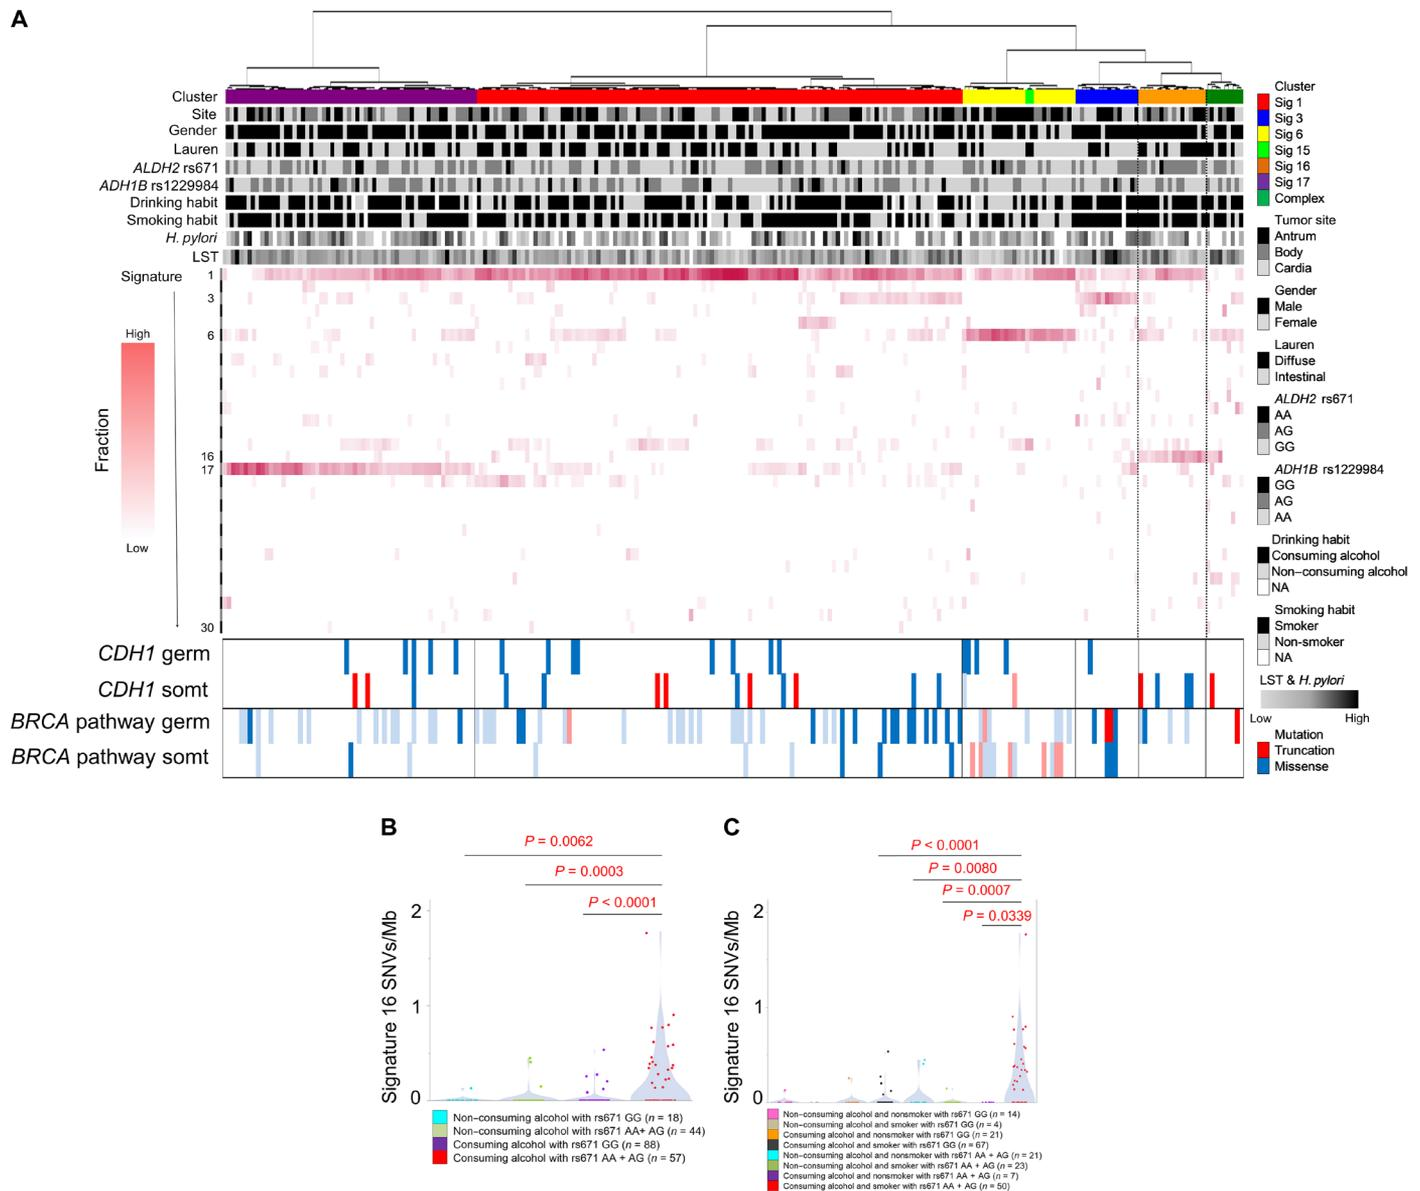 A
Cluster
Site
Gender
Lauren
ALDH2 rs671
ADH1B rs1229984
Drinking habit
Smoking habit
H. pylori
LST
Signature
1
3
6
16
17
30
High
Fraction
Low
CDH1 germ
CDH1 somt
BRCA pathway germ
BRCA pathway somt
Cluster
Sig 1
Sig 3
Sig 6
Sig 15
Sig 16
Sig 17
Complex
Tumor site
Antrum
Body
Cardia
Gender
Male
Female
Lauren
Diffuse
Intestinal
ALDH2 rs671
AA
AG
GG
ADH1B rs1229984
GG
AG
AA
Drinking habit
Consuming alcohol
Non–consuming alcohol
NA
Smoking habit
Smoker
Non-smoker
NA
LST & H. pylori
Low High
Mutation
Truncation
Missense
B
P = 0.0062
P = 0.0003
P < 0.0001
Signature 16 SNVs/Mb
2
1
0
Non–consuming alcohol with rs671 GG (n = 18)
Non–consuming alcohol with rs671 AA+ AG (n = 44)
Consuming alcohol with rs671 GG (n = 88)
Consuming alcohol with rs671 AA + AG (n = 57)
C
P < 0.0001
P = 0.0080
P = 0.0007
P = 0.0339
Signature 16 SNVs/Mb
2
1
0
Non–consuming alcohol and nonsmoker with rs671 GG (n = 14)
Non–consuming alcohol and smoker with rs671 GG (n = 4)
Consuming alcohol and nonsmoker with rs671 GG (n = 21)
Consuming alcohol and smoker with rs671 GG (n = 67)
Non–consuming alcohol and nonsmoker with rs671 AA + AG (n = 21)
Non–consuming alcohol and smoker with rs671 AA + AG (n = 23)
Consuming alcohol and nonsmoker with rs671 AA + AG (n = 7)
Consuming alcohol and smoker with rs671 AA + AG (n = 50)